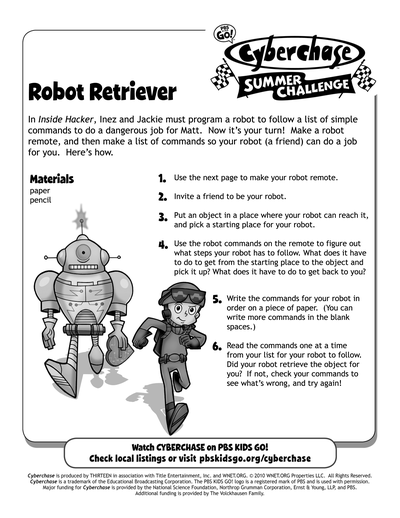 PBS
GO!
Cyberchase
SUMMER
CHALLENGE
Robot Retriever
In Inside Hacker, Inez and Jackie must program a robot to follow a list of simple
commands to do a dangerous job for Matt.  Now it's your turn!  Make a robot
remote, and then make a list of commands so your robot (a friend) can do a job
for you.  Here's how.
Materials
paper
pencil
1. Use the next page to make your robot remote.
2. Invite a friend to be your robot.
3. Put an object in a place where your robot can reach it,
and pick a starting place for your robot.
4. Use the robot commands on the remote to figure out
what steps your robot has to follow. What does it have
to do to get from the starting place to the object and
pick it up? What does it have to do to get back to you?
5. Write the commands for your robot in
order on a piece of paper.  (You can
write more commands in the blank
spaces.)
6. Read the commands one at a time
from your list for your robot to follow.
Did your robot retrieve the object for
you?  If not, check your commands to
see what's wrong, and try again!
Watch CYBERCHASE on PBS KIDS GO!
Check local listings or visit pbskidsgo.org/cyberchase
Cyberchase is produced by THIRTEEN in association with Title Entertainment, Inc. and WNET.ORG. © 2010 WNET.ORG Properties LLC.  All Rights Reserved.
Cyberchase is a trademark of the Educational Broadcasting Corporation. The PBS KIDS GO! logo is a registered mark of PBS and is used with permission.
Major funding for Cyberchase is provided by the National Science Foundation, Northrop Grumman Corporation, Ernst & Young, LLP, and PBS.
Additional funding is provided by The Volckhausen Family.